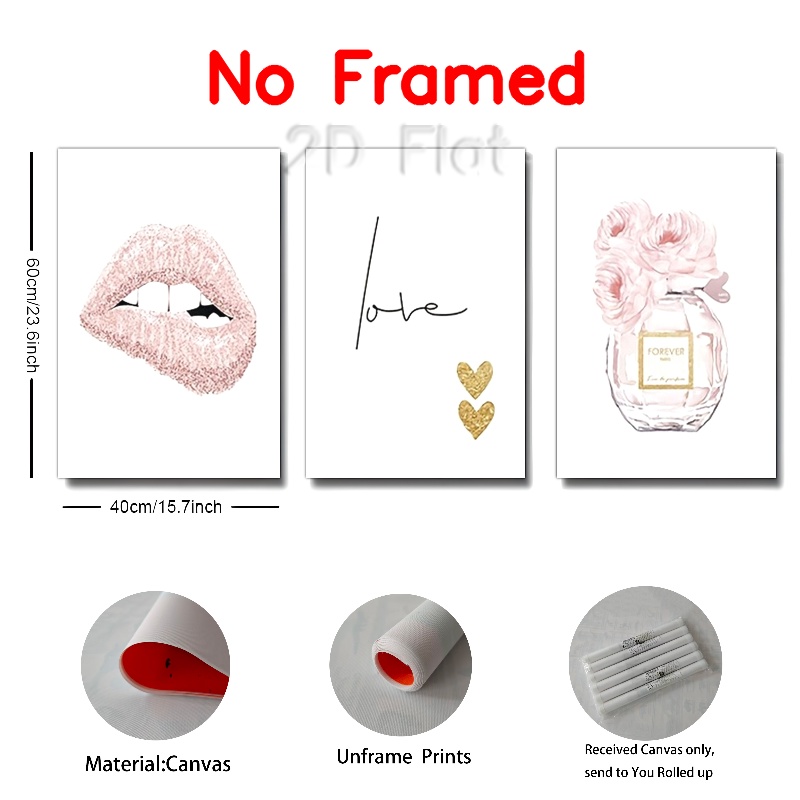 No Framed
2D Flat
60cm/23.6inch
love
FOREVER
40cm/15.7inch
Material:Canvas
Unframe Prints
Received Canvas only,
send to You Rolled up